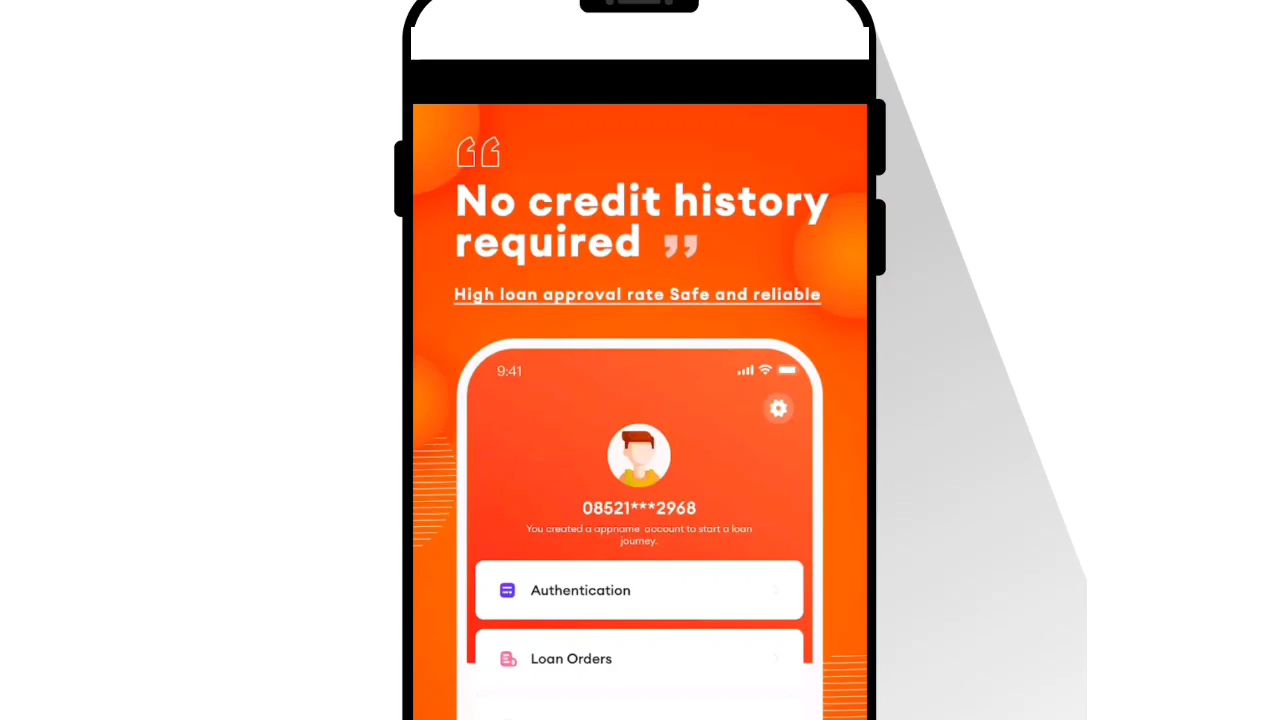 No credit history
required
High loan approval rate Safe and reliable
9:41
08521***2968
You created a appname account to start a loan
journey.
Authentication
Loan Orders